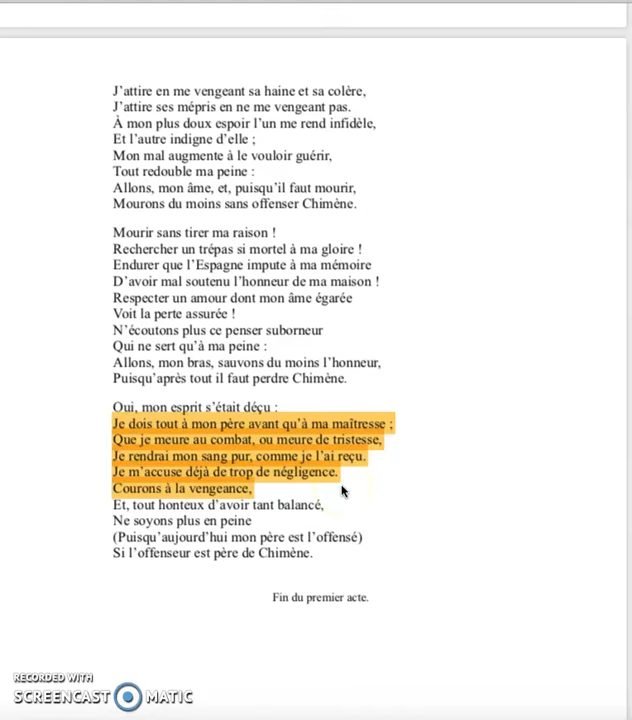 J'attire en me vengeant sa haine et sa colère,
J'attire ses mépris en ne me vengeant pas.
À mon plus doux espoir l'un me rend infidèle,
Et l'autre indigne d'elle ;
Mon mal augmente à le vouloir guérir,
Tout redouble ma peine :
Allons, mon âme, et, puisqu'il faut mourir,
Mourons du moins sans offenser Chimène.
Mourir sans tirer ma raison !
Rechercher un trépas si mortel à ma gloire !
Endurer que l'Espagne impute à ma mémoire
D'avoir mal soutenu l'honneur de ma maison !
Respecter un amour dont mon âme égarée
Voit la perte assurée !
N'écoutons plus ce penser suborneur
Qui ne sert qu'à ma peine :
Allons, mon bras, sauvons du moins l'honneur,
Puisqu'après tout il faut perdre Chimène.
Oui, mon esprit s'était déçu :
Je dois tout à mon père avant qu'à ma maîtresse ;
Que je meure au combat, ou meure de tristesse,
Je rendrai mon sang pur, comme je l'ai reçu.
Je m'accuse déjà de trop de négligence.
Courons à la vengeance,
Et, tout honteux d'avoir tant balancé,
Ne soyons plus en peine
(Puisqu'aujourd'hui mon père est l'offensé)
Si l'offenseur est père de Chimène.
Fin du premier acte.
RECORDED WITH
SCREENCAST MATIC